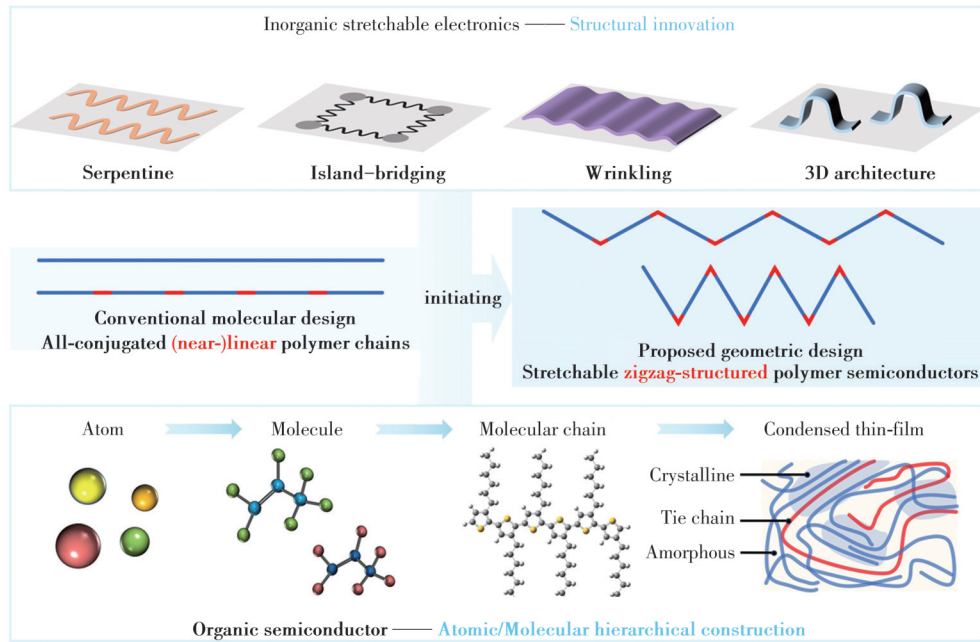 Inorganic stretchable electronics —— Structural innovation
Serpentine
Island-bridging
Wrinkling
3D architecture
Conventional molecular design
All-conjugated (near-)linear polymer chains
initiating
Proposed geometric design
Stretchable zigzag-structured polymer semiconductors
Atom
Molecule
Molecular chain
Condensed thin-film
Crystalline
Tie chain
Amorphous
Organic semiconductor —— Atomic/Molecular hierarchical construction